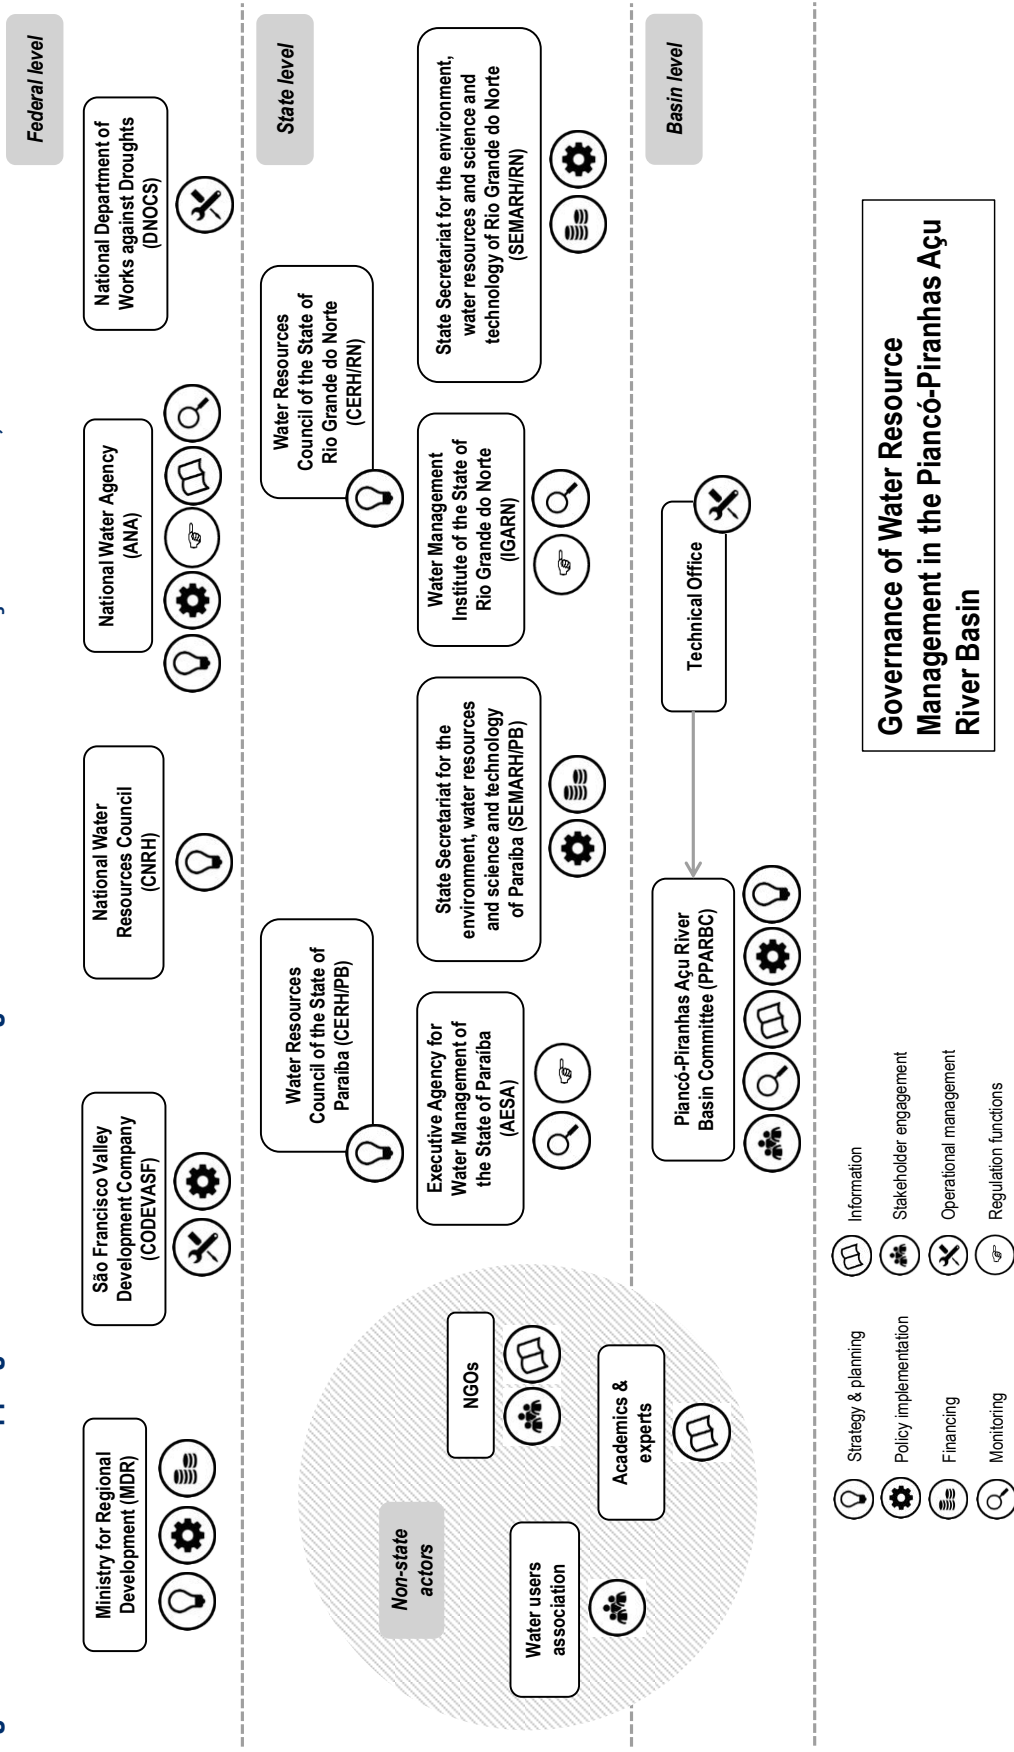 Federal level
Ministry for Regional
Development (MDR)
São Francisco Valley
Development Company
(CODEVASF)
National Water
Resources Council
(CNRH)
National Water Agency
(ANA)
National Department of
Works against Droughts
(DNOCS)
State level
Water Resources
Council of the State of
Paraíba (CERH/PB)
Water Resources
Council of the State of
Rio Grande do Norte
(CERH/RN)
Executive Agency for
Water Management of
the State of Paraíba
(AESA)
State Secretariat for the
environment, water resources
and science and technology
of Paraíba (SEMARH/PB)
Water Management
Institute of the State of
Rio Grande do Norte
(IGARN)
State Secretariat for the environment,
water resources and science and
technology of Rio Grande do Norte
(SEMARH/RN)
Non-state
actors
NGOs
Water users
association
Academics &
experts
Basin level
Piancó-Piranhas Açu River
Basin Committee (PPARBC)
Technical Office
Strategy & planning
Information
Policy implementation
Stakeholder engagement
Financing
Operational management
Monitoring
Regulation functions
Governance of Water Resource
Management in the Piancó-Piranhas Açu
River Basin